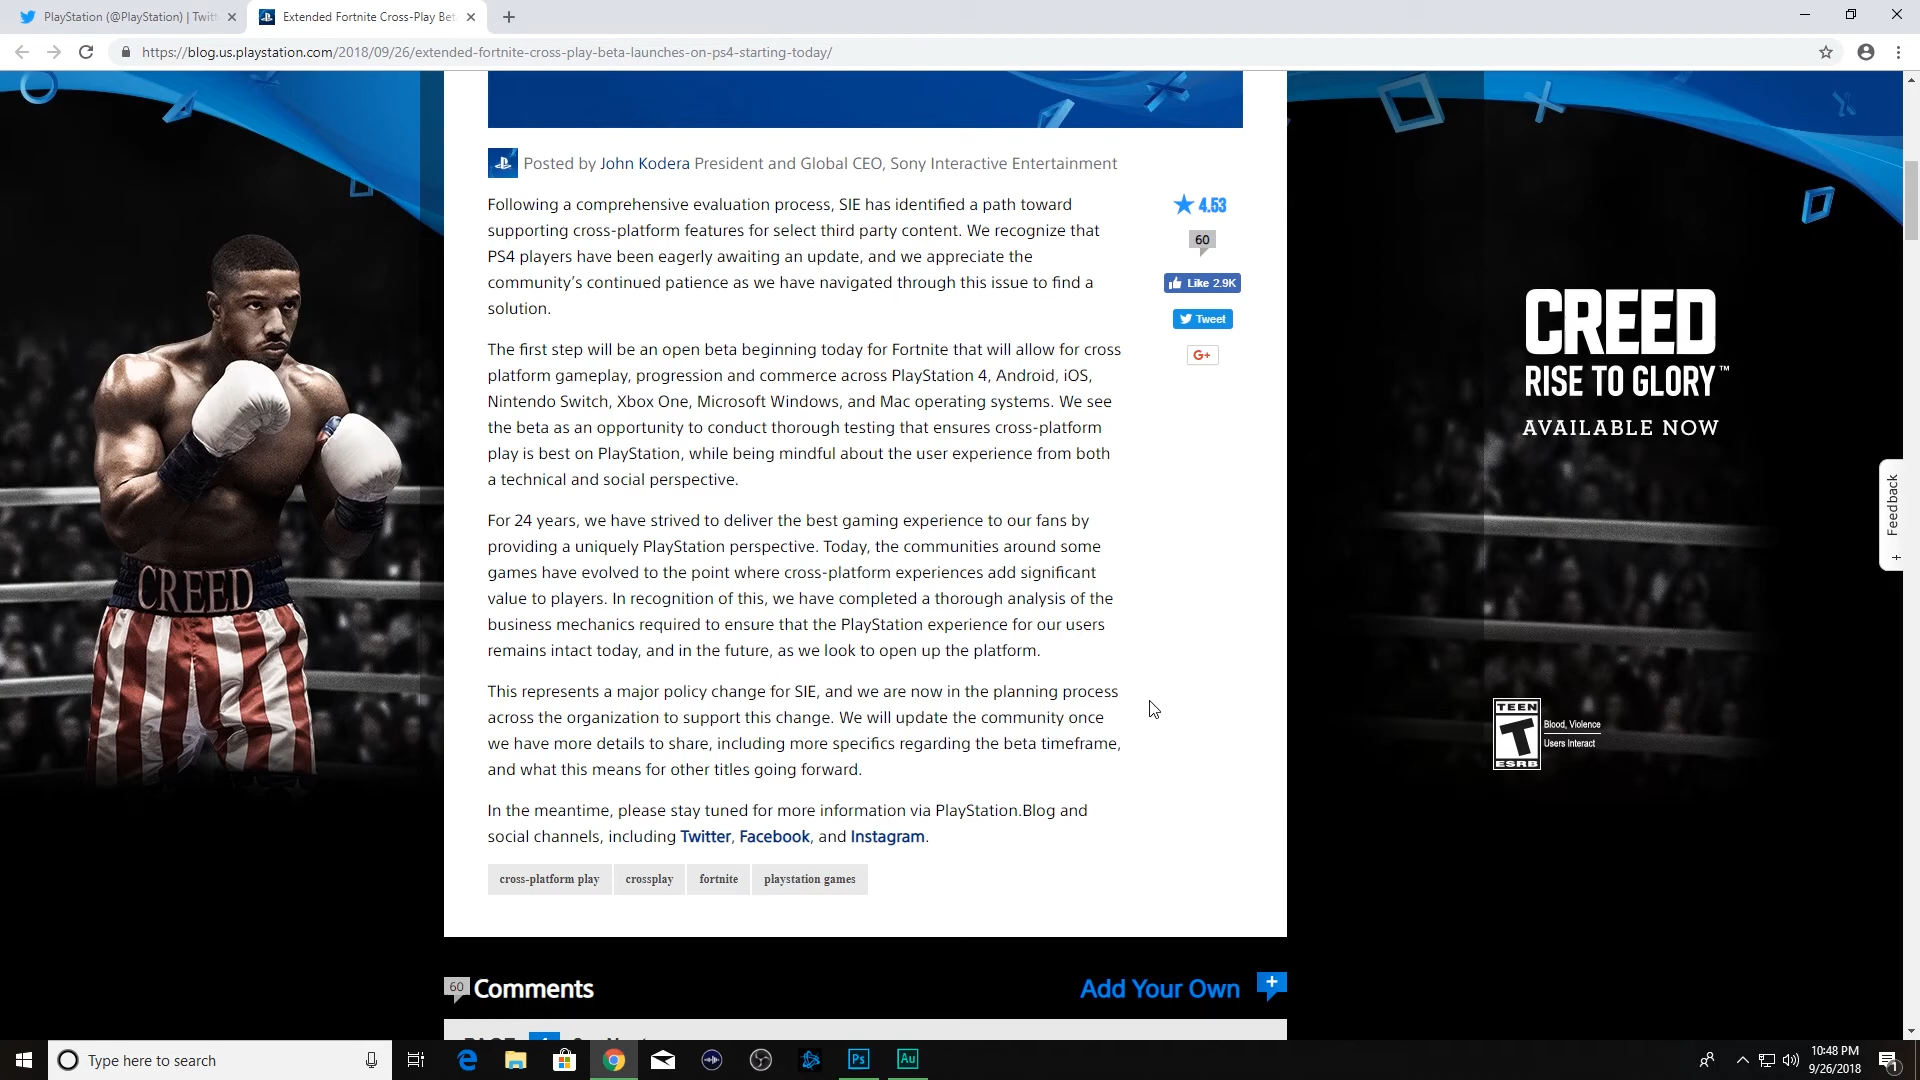 PlayStation (@PlayStation) | Twitt
Extended Fortnite Cross-Play Bet
https://blog.us.playstation.com/2018/09/26/extended-fortnite-cross-play-beta-launches-on-ps4-starting-today/
Posted by John Kodera President and Global CEO, Sony Interactive Entertainment
Following a comprehensive evaluation process, SIE has identified a path toward
supporting cross-platform features for select third party content. We recognize that
PS4 players have been eagerly awaiting an update, and we appreciate the
community's continued patience as we have navigated through this issue to find a
solution.
4.53
60
Like 2.9K
Tweet
G+
The first step will be an open beta beginning today for Fortnite that will allow for cross
platform gameplay, progression and commerce across PlayStation 4, Android, iOS,
Nintendo Switch, Xbox One, Microsoft Windows, and Mac operating systems. We see
the beta as an opportunity to conduct thorough testing that ensures cross-platform
play is best on PlayStation, while being mindful about the user experience from both
a technical and social perspective.
For 24 years, we have strived to deliver the best gaming experience to our fans by
providing a uniquely PlayStation perspective. Today, the communities around some
games have evolved to the point where cross-platform experiences add significant
value to players. In recognition of this, we have completed a thorough analysis of the
business mechanics required to ensure that the PlayStation experience for our users
remains intact today, and in the future, as we look to open up the platform.
This represents a major policy change for SIE, and we are now in the planning process
across the organization to support this change. We will update the community once
we have more details to share, including more specifics regarding the beta timeframe,
and what this means for other titles going forward.
In the meantime, please stay tuned for more information via PlayStation.Blog and
social channels, including Twitter, Facebook, and Instagram.
cross-platform play
crossplay
fortnite
playstation games
60 Comments
Add Your Own
+
CREED
CREED
RISE TO GLORY™
AVAILABLE NOW
Feedback
+
TEEN
T
ESRB
Blood, Violence
Users Interact
Type here to search
Ps
Au
10:48 PM
9/26/2018
1